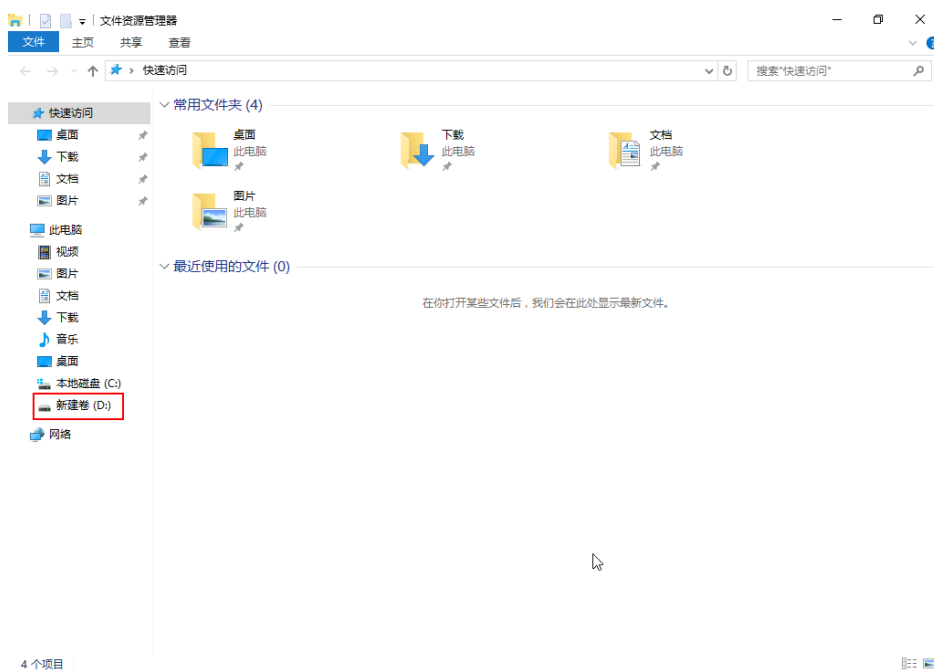 文件资源管理器
文件 主页 共享 查看
快速访问 搜索"快速访问"
快速访问
桌面
下载
文档
图片
此电脑
视频
图片
文档
下载
音乐
桌面
本地磁盘 (C:)
新建卷 (D:)
网络
常用文件夹 (4)
桌面
此电脑
下载
此电脑
文档
此电脑
图片
此电脑
最近使用的文件 (0)
在你打开某些文件后，我们会在此处显示最新文件。
4 个项目